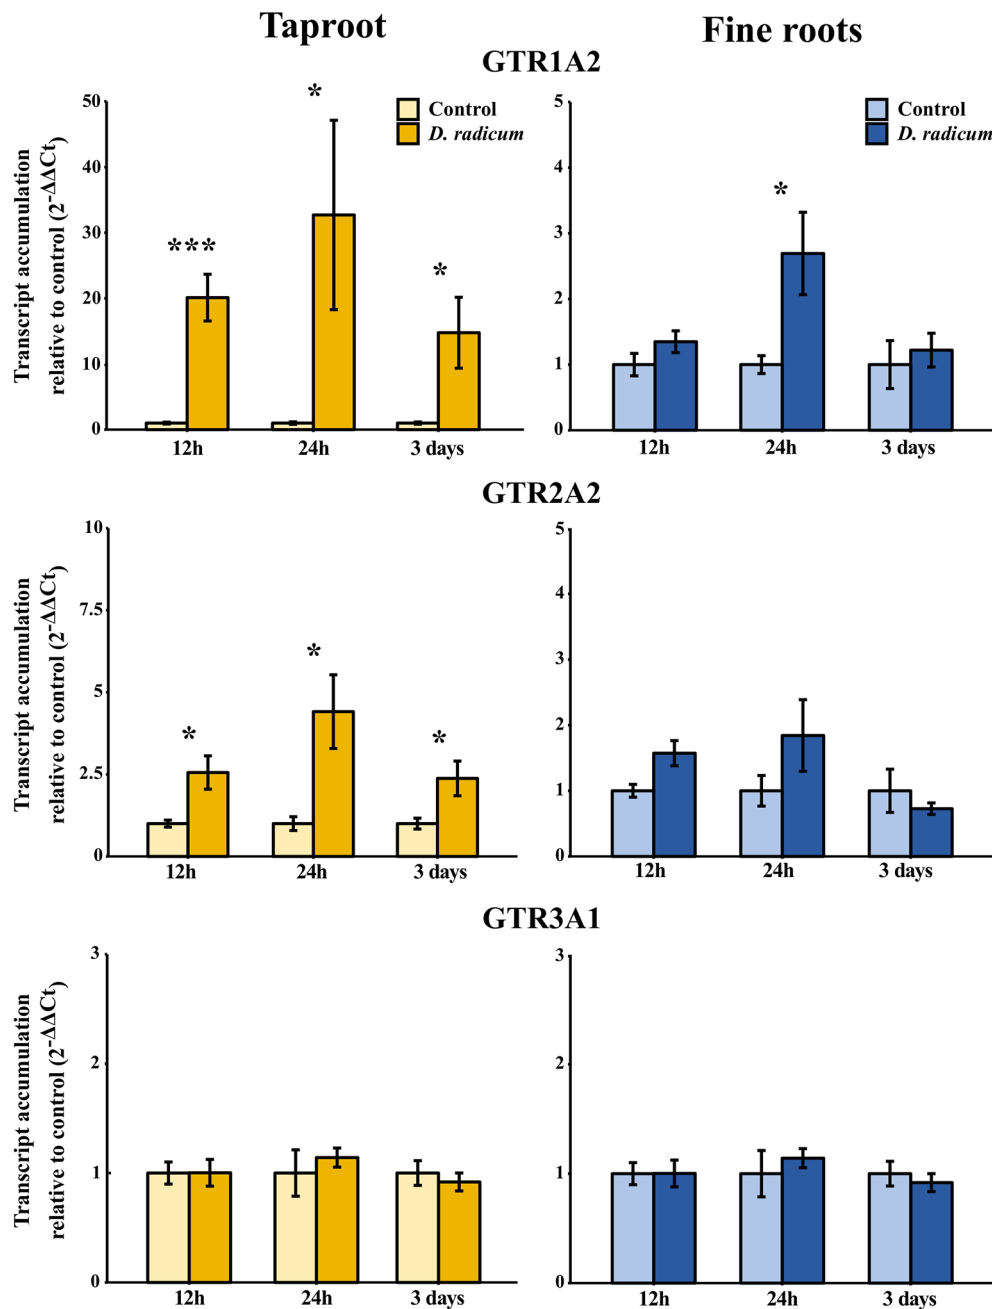 Taproot
Fine roots
GTR1A2
Transcript accumulation
relative to control (2-ΔΔCt)
50
40
30
20
10
0
***
*
*
Control
D. radicum
12h
24h
3 days
5
4
3
2
1
0
*
Control
D. radicum
12h
24h
3 days
GTR2A2
Transcript accumulation
relative to control (2-ΔΔCt)
10
7.5
5
2.5
0
*
*
*
12h
24h
3 days
5
4
3
2
1
0
12h
24h
3 days
GTR3A1
Transcript accumulation
relative to control (2-ΔΔCt)
3
2
1
0
12h
24h
3 days
3
2
1
0
12h
24h
3 days